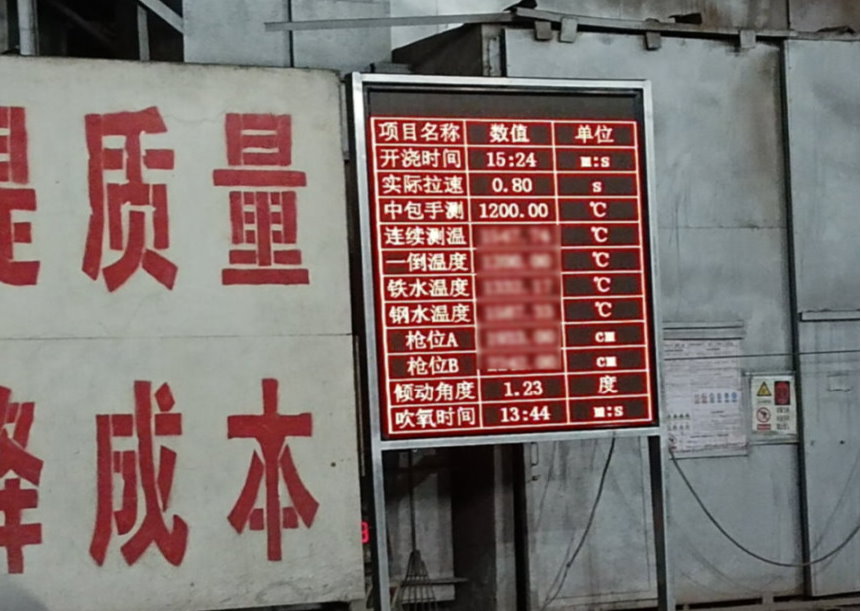 提质量
降成本
项目名称 数值 单位
开浇时间 15:24 m:s
实际拉速 0.80 s
中包手测 1200.00 ℃
连续测温 ℃
一倒温度 ℃
铁水温度 ℃
钢水温度 ℃
枪位A cm
枪位B cm
倾动角度 1.23 度
吹氧时间 13:44 m:s